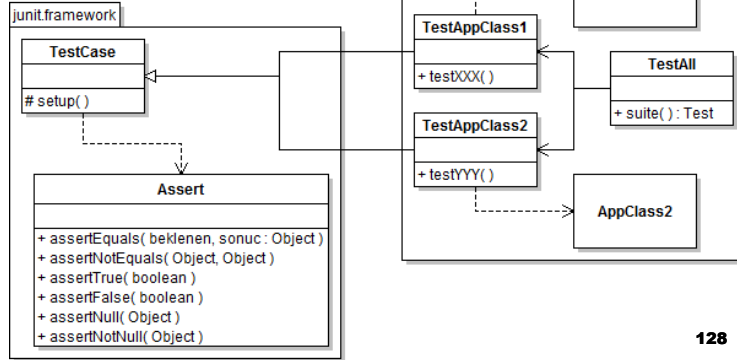 junit.framework
TestCase
# setup( )
Assert
+ assertEquals( beklenen, sonuc : Object )
+ assertNotEquals( Object, Object )
+ assertTrue( boolean )
+ assertFalse( boolean )
+ assertNull( Object )
+ assertNotNull( Object )
TestAppClass1
+ testXXX( )
TestAppClass2
+ testYYY( )
TestAll
+ suite( ) : Test
AppClass2
128